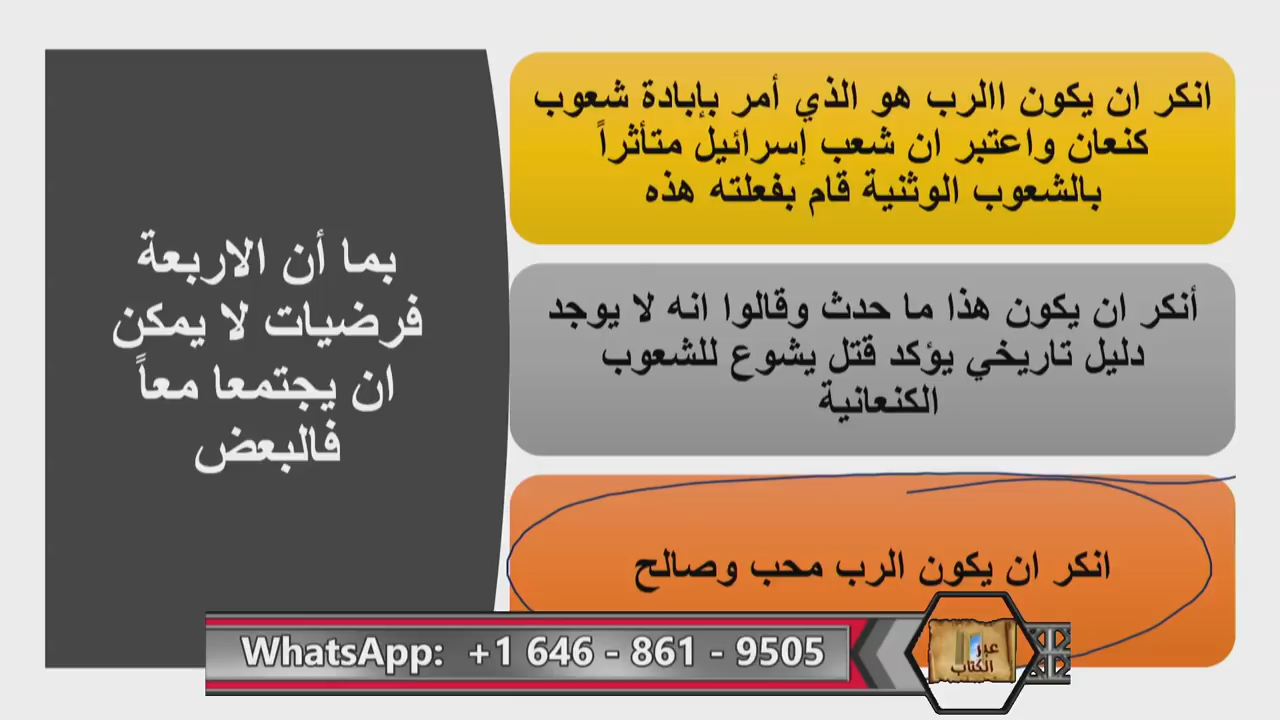 بما أن الاربعة
فرضيات لا يمكن
ان يجتمعا معاً
فالبعض
انكر ان يكون االرب هو الذي أمر بإبادة شعوب
كنعان واعتبر ان شعب إسرائيل متأثراً
بالشعوب الوثنية قام بفعلته هذه
أنكر ان يكون هذا ما حدث وقالوا انه لا يوجد
دليل تاريخي يؤكد قتل يشوع للشعوب
الكنعانية
انكر ان يكون الرب محب وصالح
WhatsApp: +1 646 - 861 - 9505
عبر
الكتاب